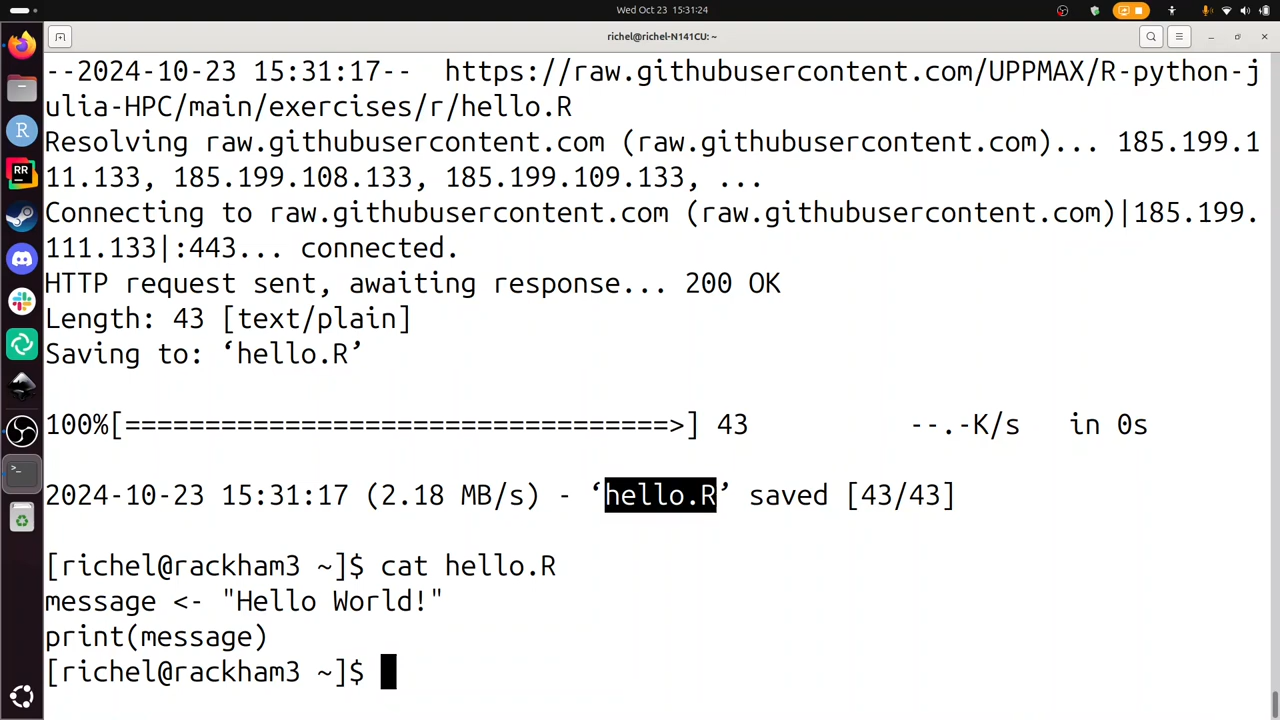 Wed Oct 23 15:31:24
richel@richel-N141CU: ~
--2024-10-23 15:31:17-- https://raw.githubusercontent.com/UPPMAX/R-python-j
ulia-HPC/main/exercises/r/hello.R
Resolving raw.githubusercontent.com (raw.githubusercontent.com)... 185.199.1
11.133, 185.199.108.133, 185.199.109.133, ...
Connecting to raw.githubusercontent.com (raw.githubusercontent.com)|185.199.
111.133|:443... connected.
HTTP request sent, awaiting response... 200 OK
Length: 43 [text/plain]
Saving to: ‘hello.R’
100%[===================================>] 43 --.-K/s in 0s
2024-10-23 15:31:17 (2.18 MB/s) - ‘hello.R’ saved [43/43]
[richel@rackham3 ~]$ cat hello.R
message <- "Hello World!"
print(message)
[richel@rackham3 ~]$
R
RR